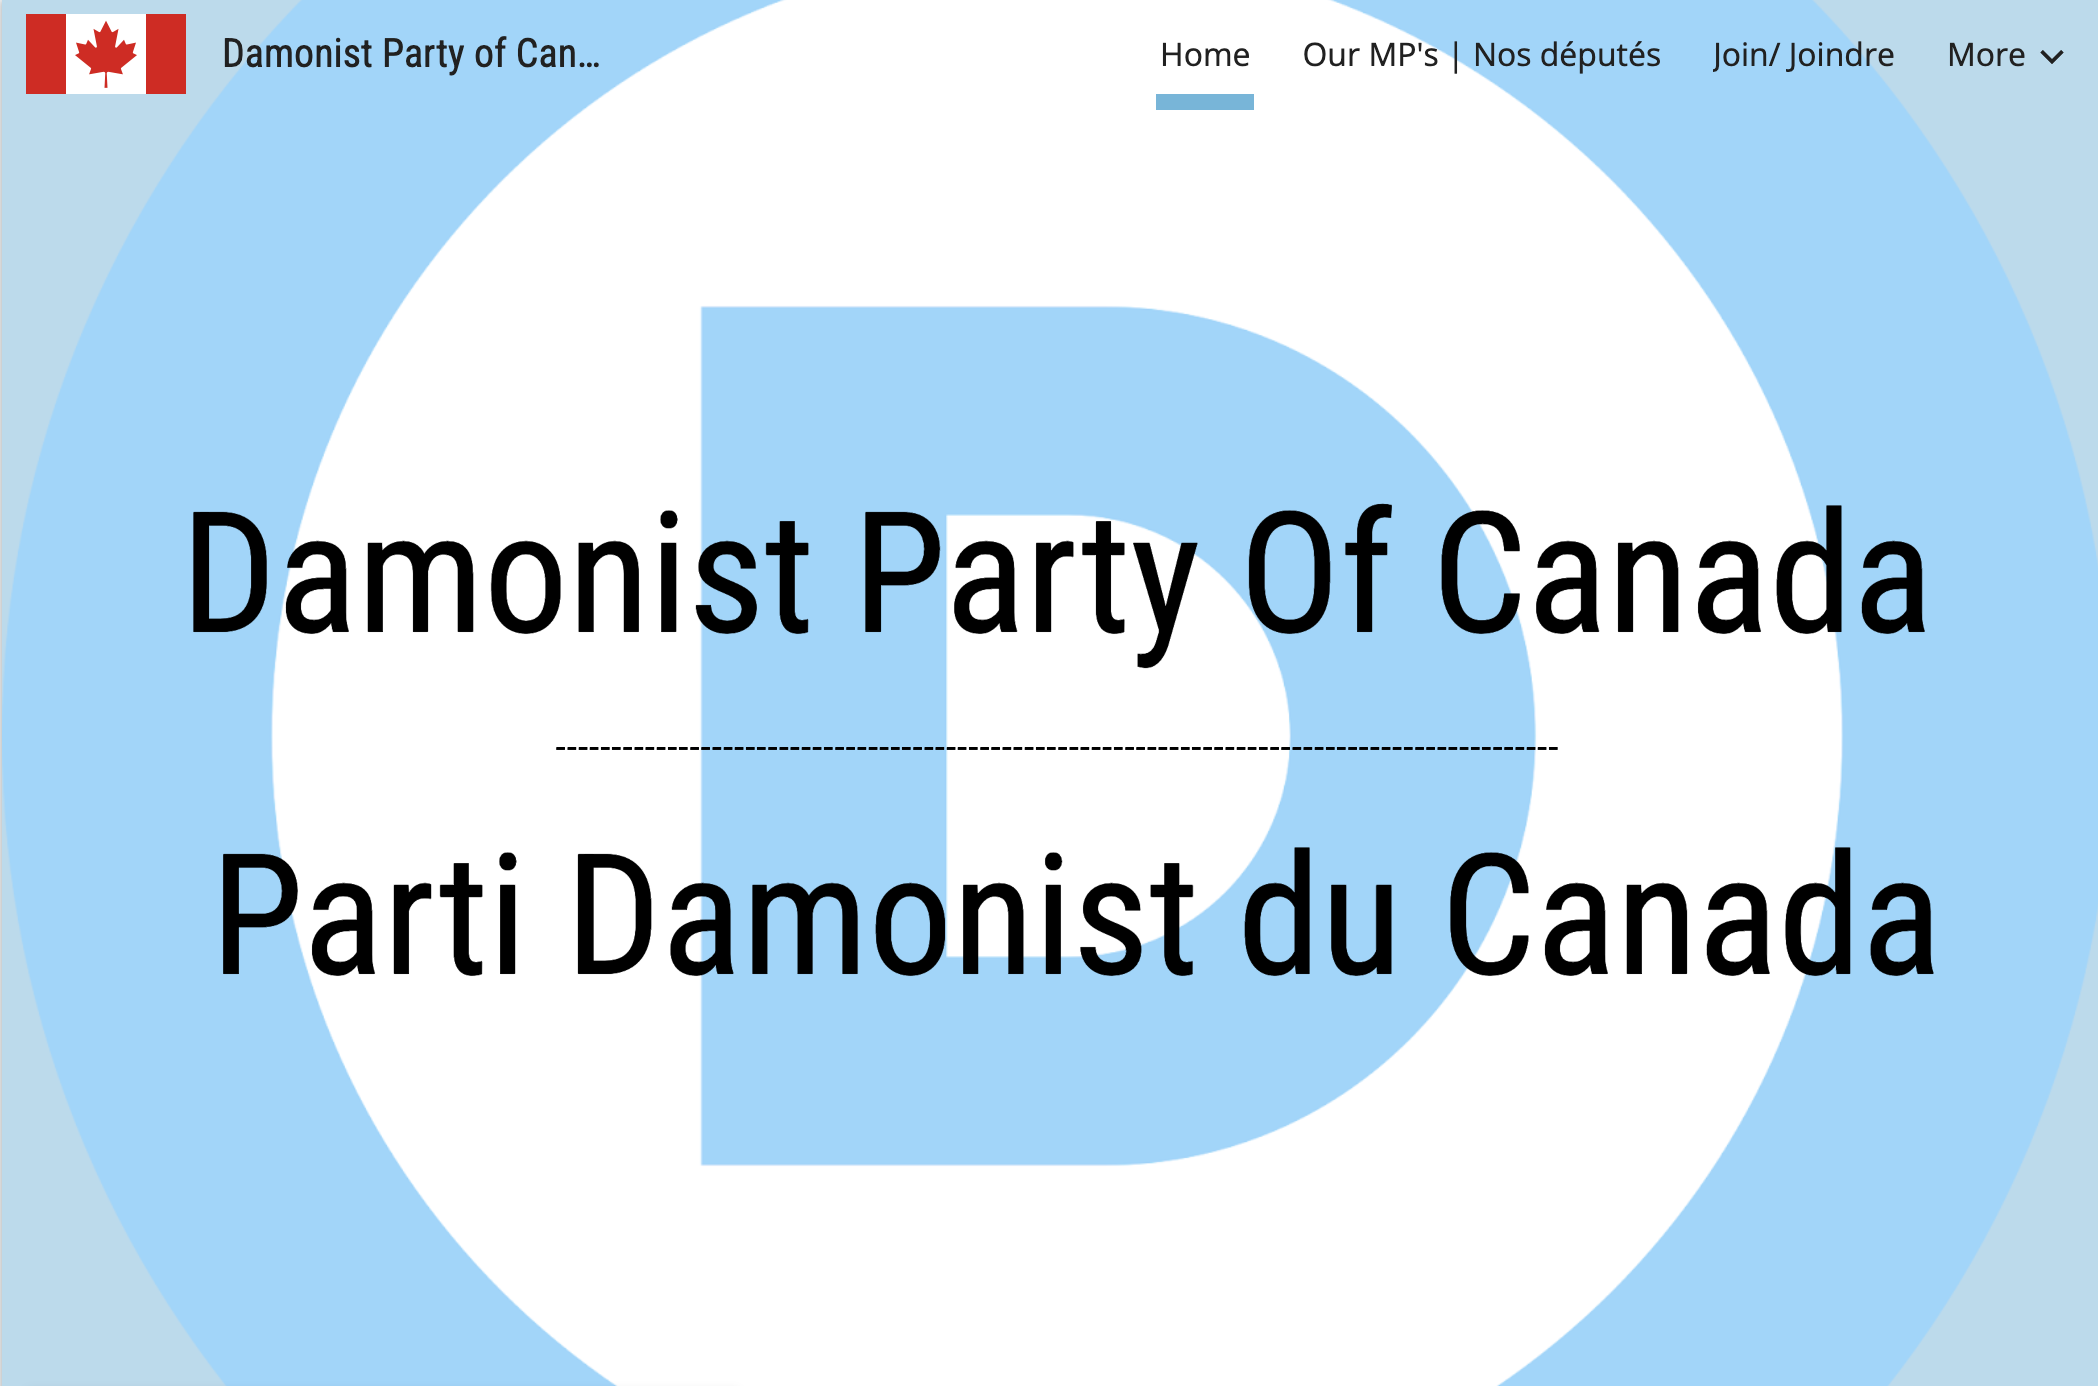 Damonist Party of Can...
Home
Our MP's | Nos députés
Join/ Joindre
More
D
Damonist Party Of Canada
------------------------------------------------------------------------------------------
Parti Damonist du Canada